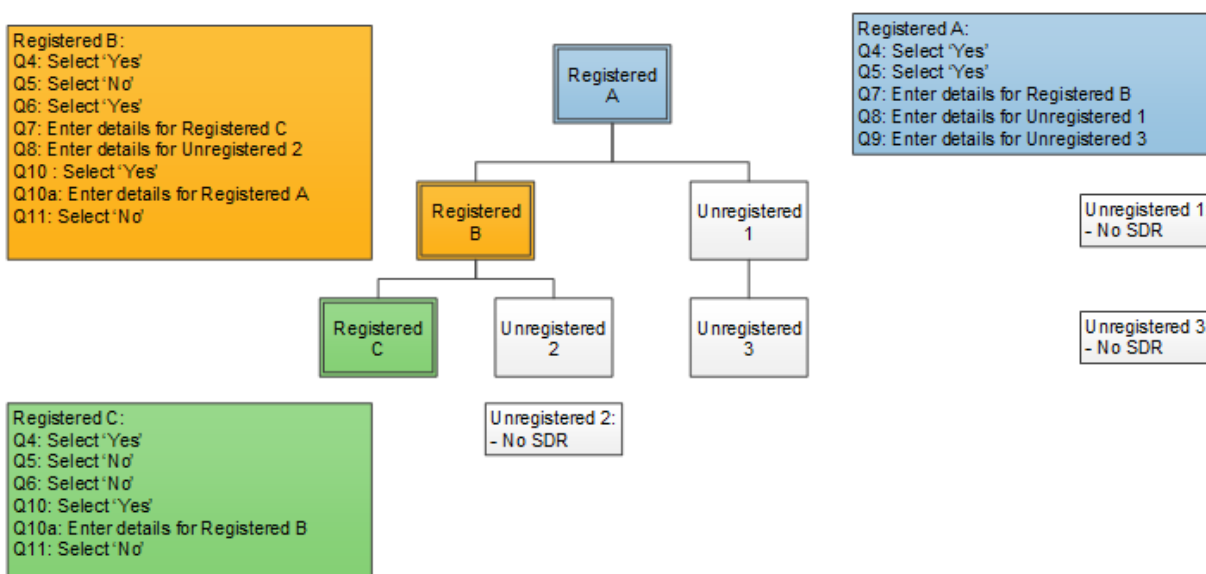 Registered B:
Q4: Select ‘Yes’
Q5: Select ‘No’
Q6: Select ‘Yes’
Q7: Enter details for Registered C
Q8: Enter details for Unregistered 2
Q10 : Select ‘Yes’
Q10a: Enter details for Registered A
Q11: Select ‘No’
Registered
A
Registered A:
Q4: Select ‘Yes’
Q5: Select ‘Yes’
Q7: Enter details for Registered B
Q8: Enter details for Unregistered 1
Q9: Enter details for Unregistered 3
Registered
B
Unregistered
1
Unregistered 1
- No SDR
Registered
C
Unregistered
2
Unregistered
3
Unregistered 3
- No SDR
Registered C:
Q4: Select ‘Yes’
Q5: Select ‘No’
Q6: Select ‘No’
Q10: Select ‘Yes’
Q10a: Enter details for Registered B
Q11: Select ‘No’
Unregistered 2:
- No SDR